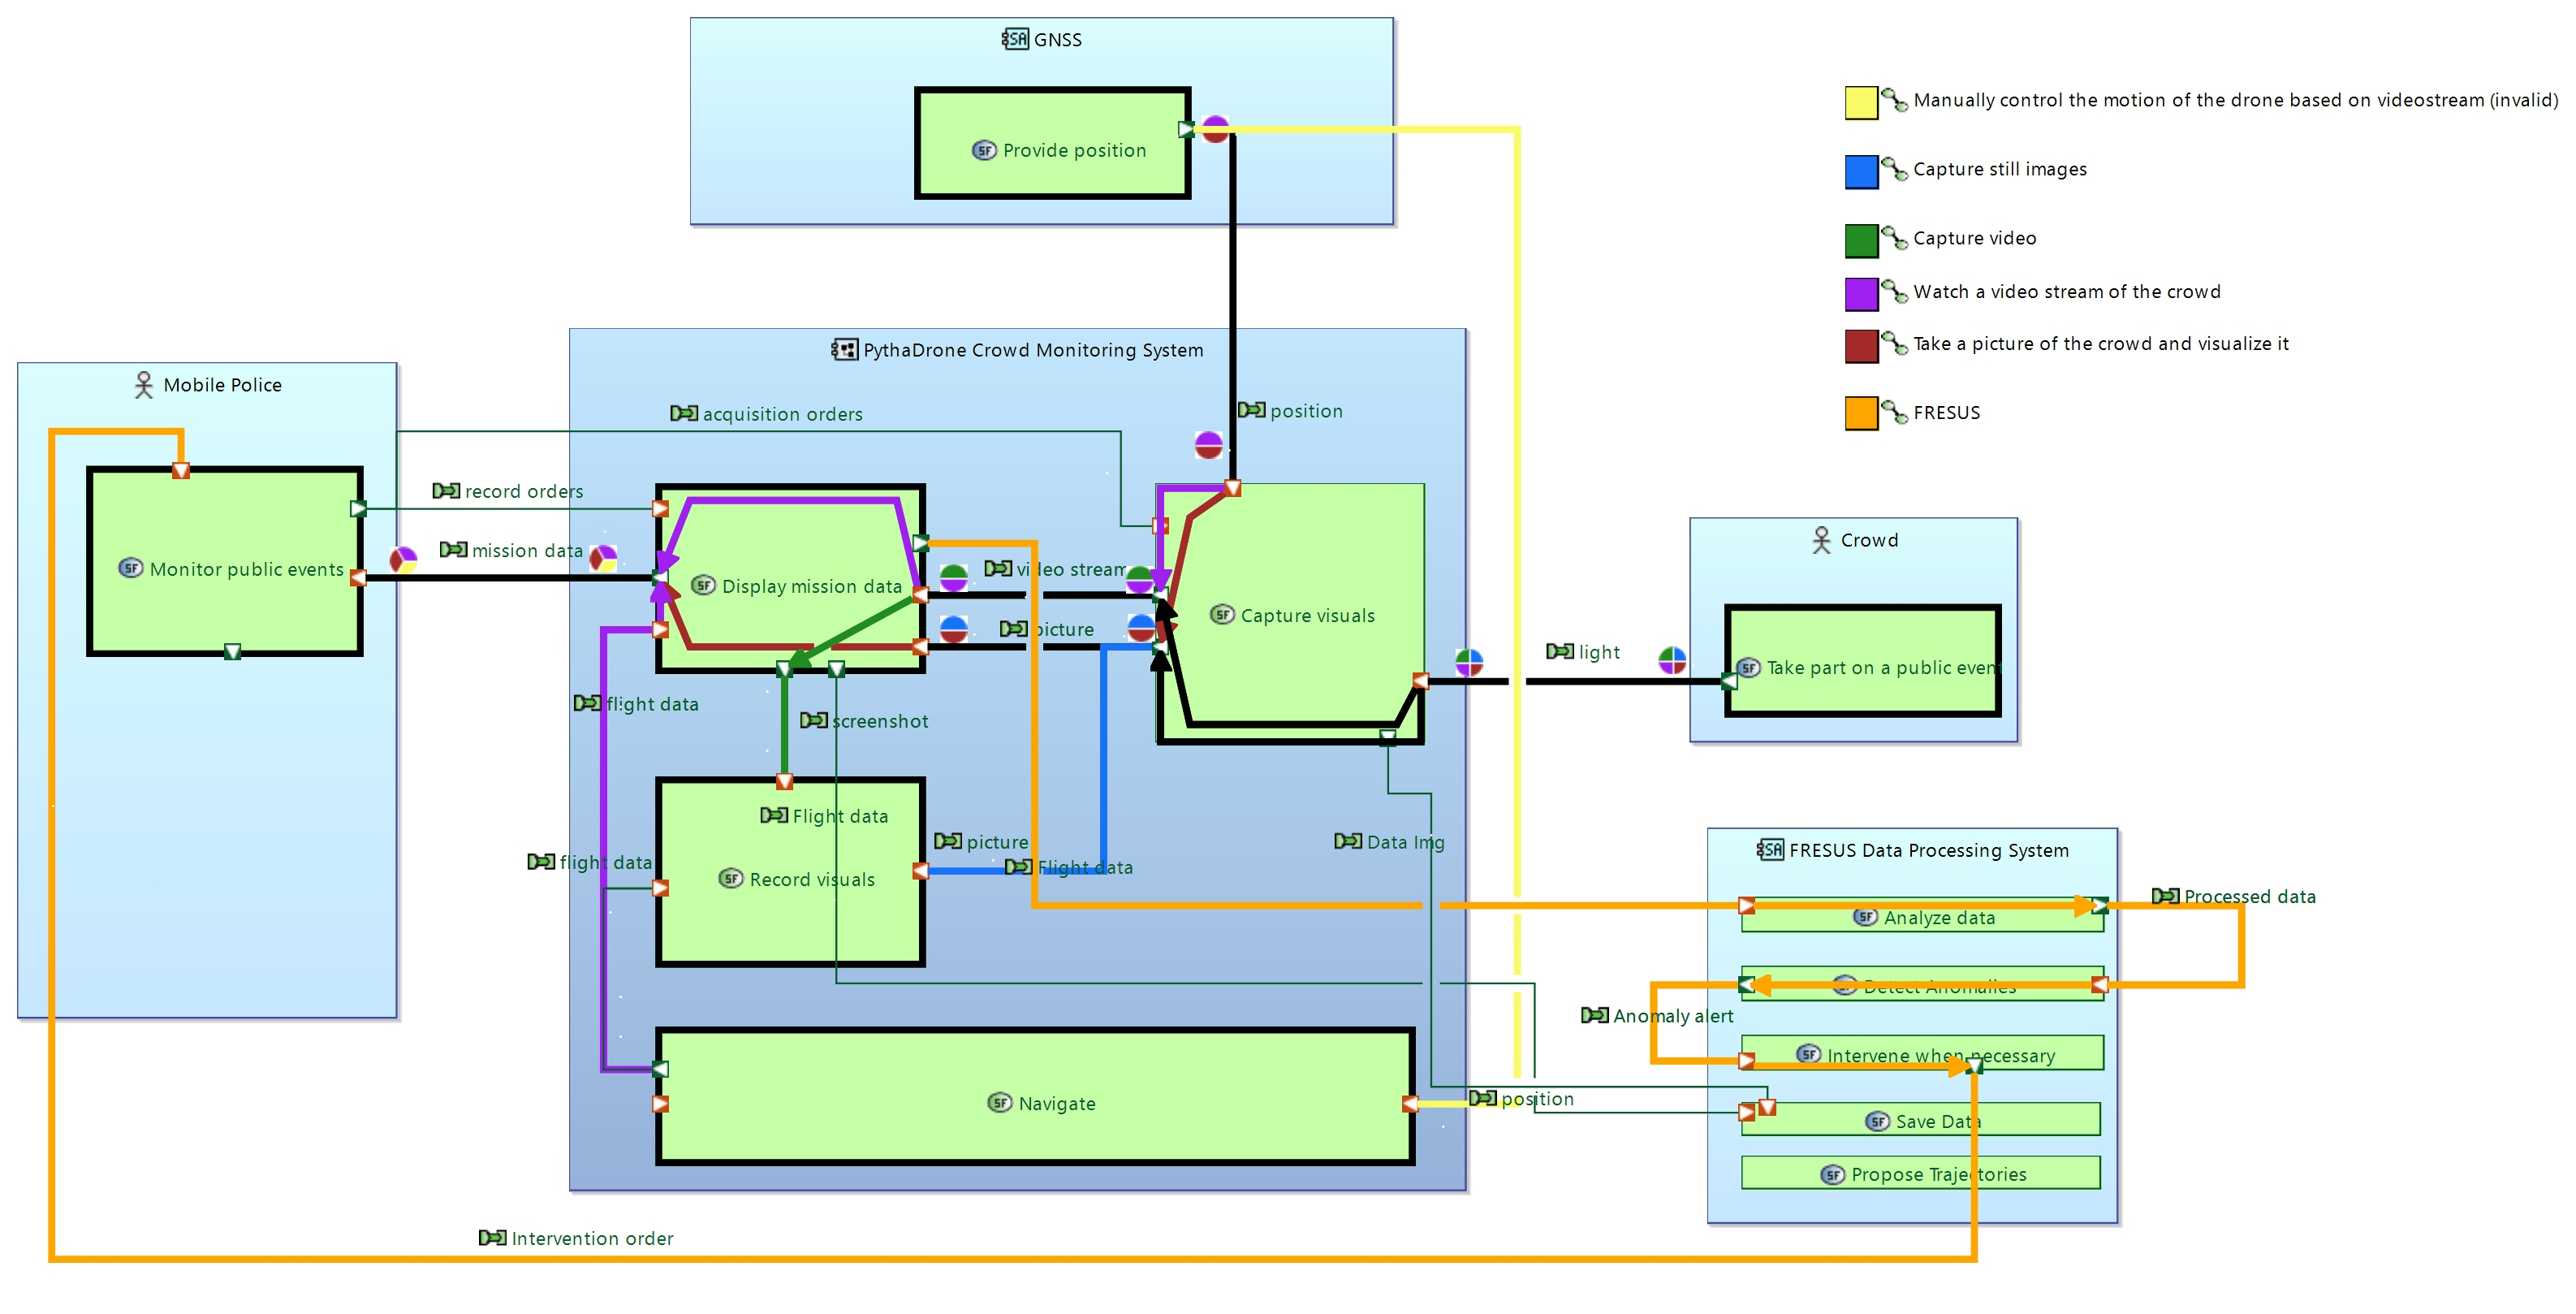 GNSS
Provide position
Manually control the motion of the drone based on videostream (invalid)
Capture still images
Capture video
Watch a video stream of the crowd
Take a picture of the crowd and visualize it
FRESUS
PythaDrone Crowd Monitoring System
Mobile Police
acquisition orders
position
record orders
mission data
Monitor public events
Display mission data
video stream
picture
Capture visuals
Crowd
light
Take part on a public event
flight data
screenshot
Flight data
picture
Flight data
flight data
Record visuals
Data Img
FRESUS Data Processing System
Analyze data
Processed data
Detect Anomalies
Anomaly alert
Intervene when necessary
Navigate
position
Save Data
Propose Trajectories
Intervention order